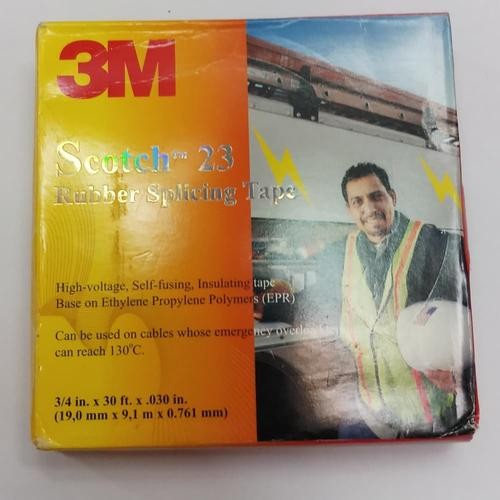 3M
Scotch™ 23
Rubber Splicing Tape
High-voltage, Self-fusing, Insulating tape
Base on Ethylene Propylene Polymers (EPR)
Can be used on cables whose emergency overload
can reach 130°C.
3/4 in. x 30 ft. x .030 in.
(19,0 mm x 9,1 m x 0.761 mm)